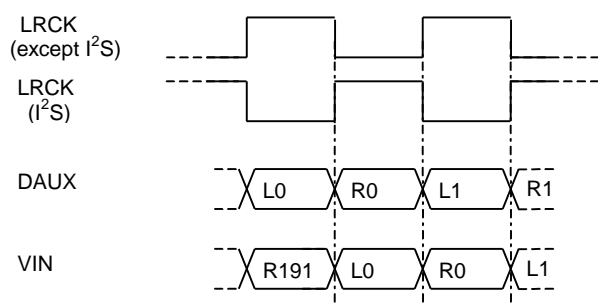 LRCK
(except I²S)
LRCK
(I²S)
DAUX L0 R0 L1 R1
VIN R191 L0 R0 L1